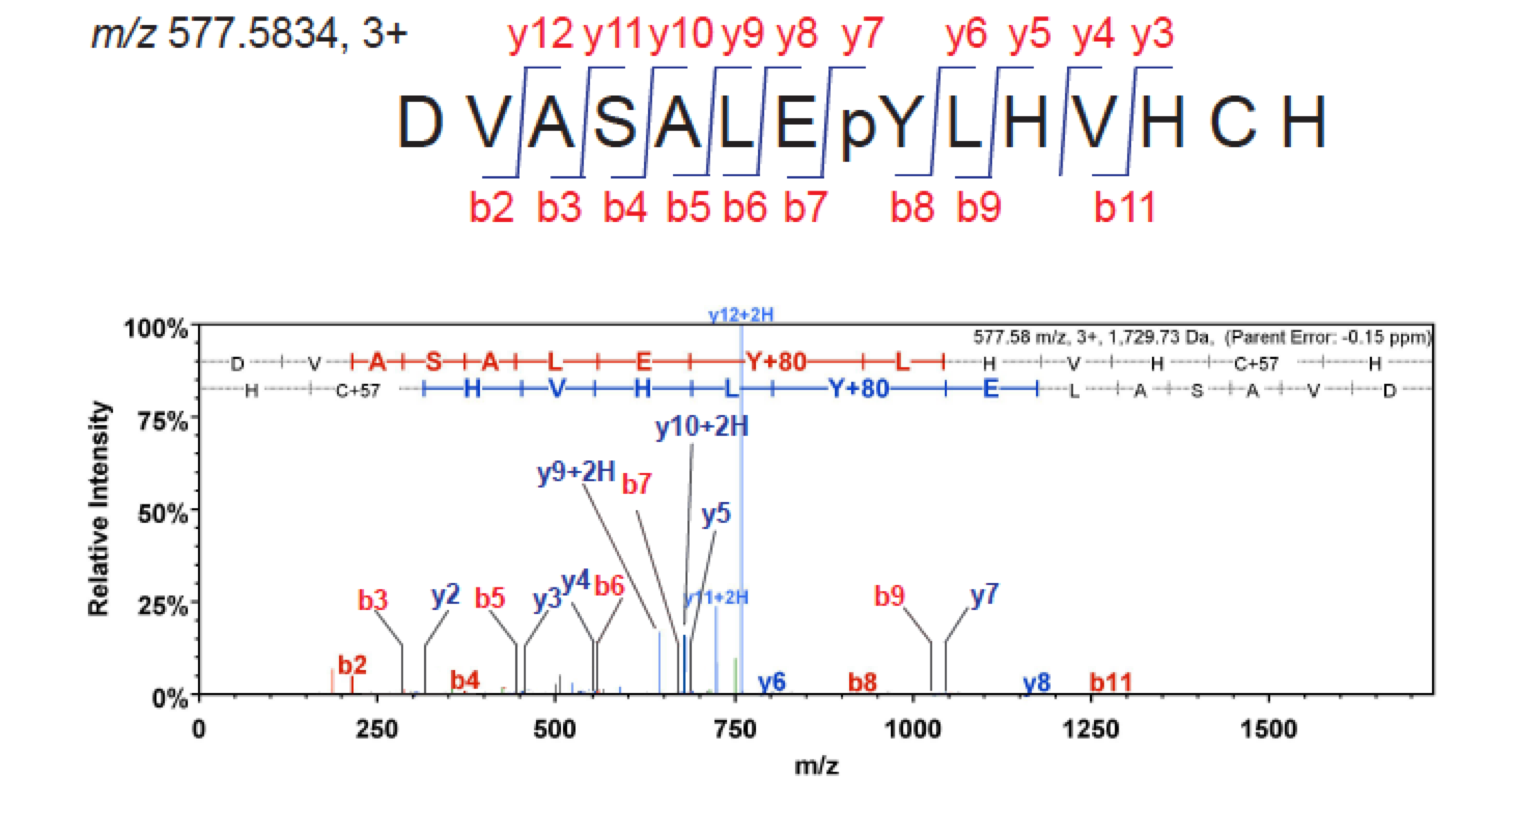 m/z 577.5834, 3+
y12 y11 y10 y9 y8 y7 y6 y5 y4 y3
D V A S A L E pY L H V H C H
b2 b3 b4 b5 b6 b7 b8 b9 b11
y12+2H
577.58 m/z, 3+, 1,729.73 Da, (Parent Error: -0.15 ppm)
D V A S A L E Y+80 L H V H C+57 H
H C+57 H V H L Y+80 E L A S A V D
y10+2H
y9+2H b7
y5
b3 y2 b5 y3 y4 b6 y11+2H b9 y7
b2 b4 y6 b8 y8 b11
100%
75%
50%
25%
0%
Relative Intensity
0 250 500 750 1000 1250 1500
m/z